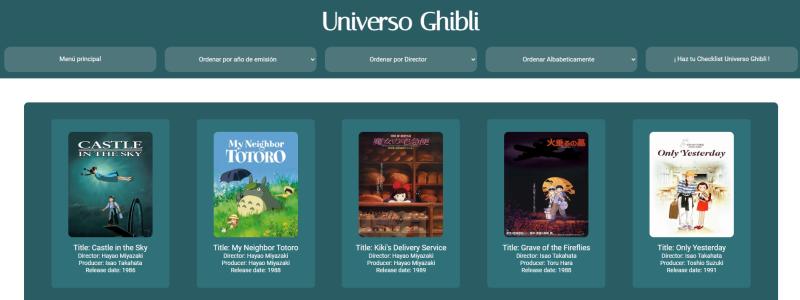 Universo Ghibli
Menú principal
Ordenar por año de emisión
Ordenar por Director
Ordenar Albabeticamente
¡ Haz tu Checklist Universo Ghibli !
CASTLE
IN THE SKY
Title: Castle in the Sky
Director: Hayao Miyazaki
Producer: Isao Takahata
Release date: 1986
My Neighbor
TOTORO
Title: My Neighbor Totoro
Director: Hayao Miyazaki
Producer: Hayao Miyazaki
Release date: 1988
魔女の宅急便
Title: Kiki's Delivery Service
Director: Hayao Miyazaki
Producer: Hayao Miyazaki
Release date: 1989
火垂るの墓
Title: Grave of the Fireflies
Director: Isao Takahata
Producer: Toru Hara
Release date: 1988
Only Yesterday
Title: Only Yesterday
Director: Isao Takahata
Producer: Toshio Suzuki
Release date: 1991